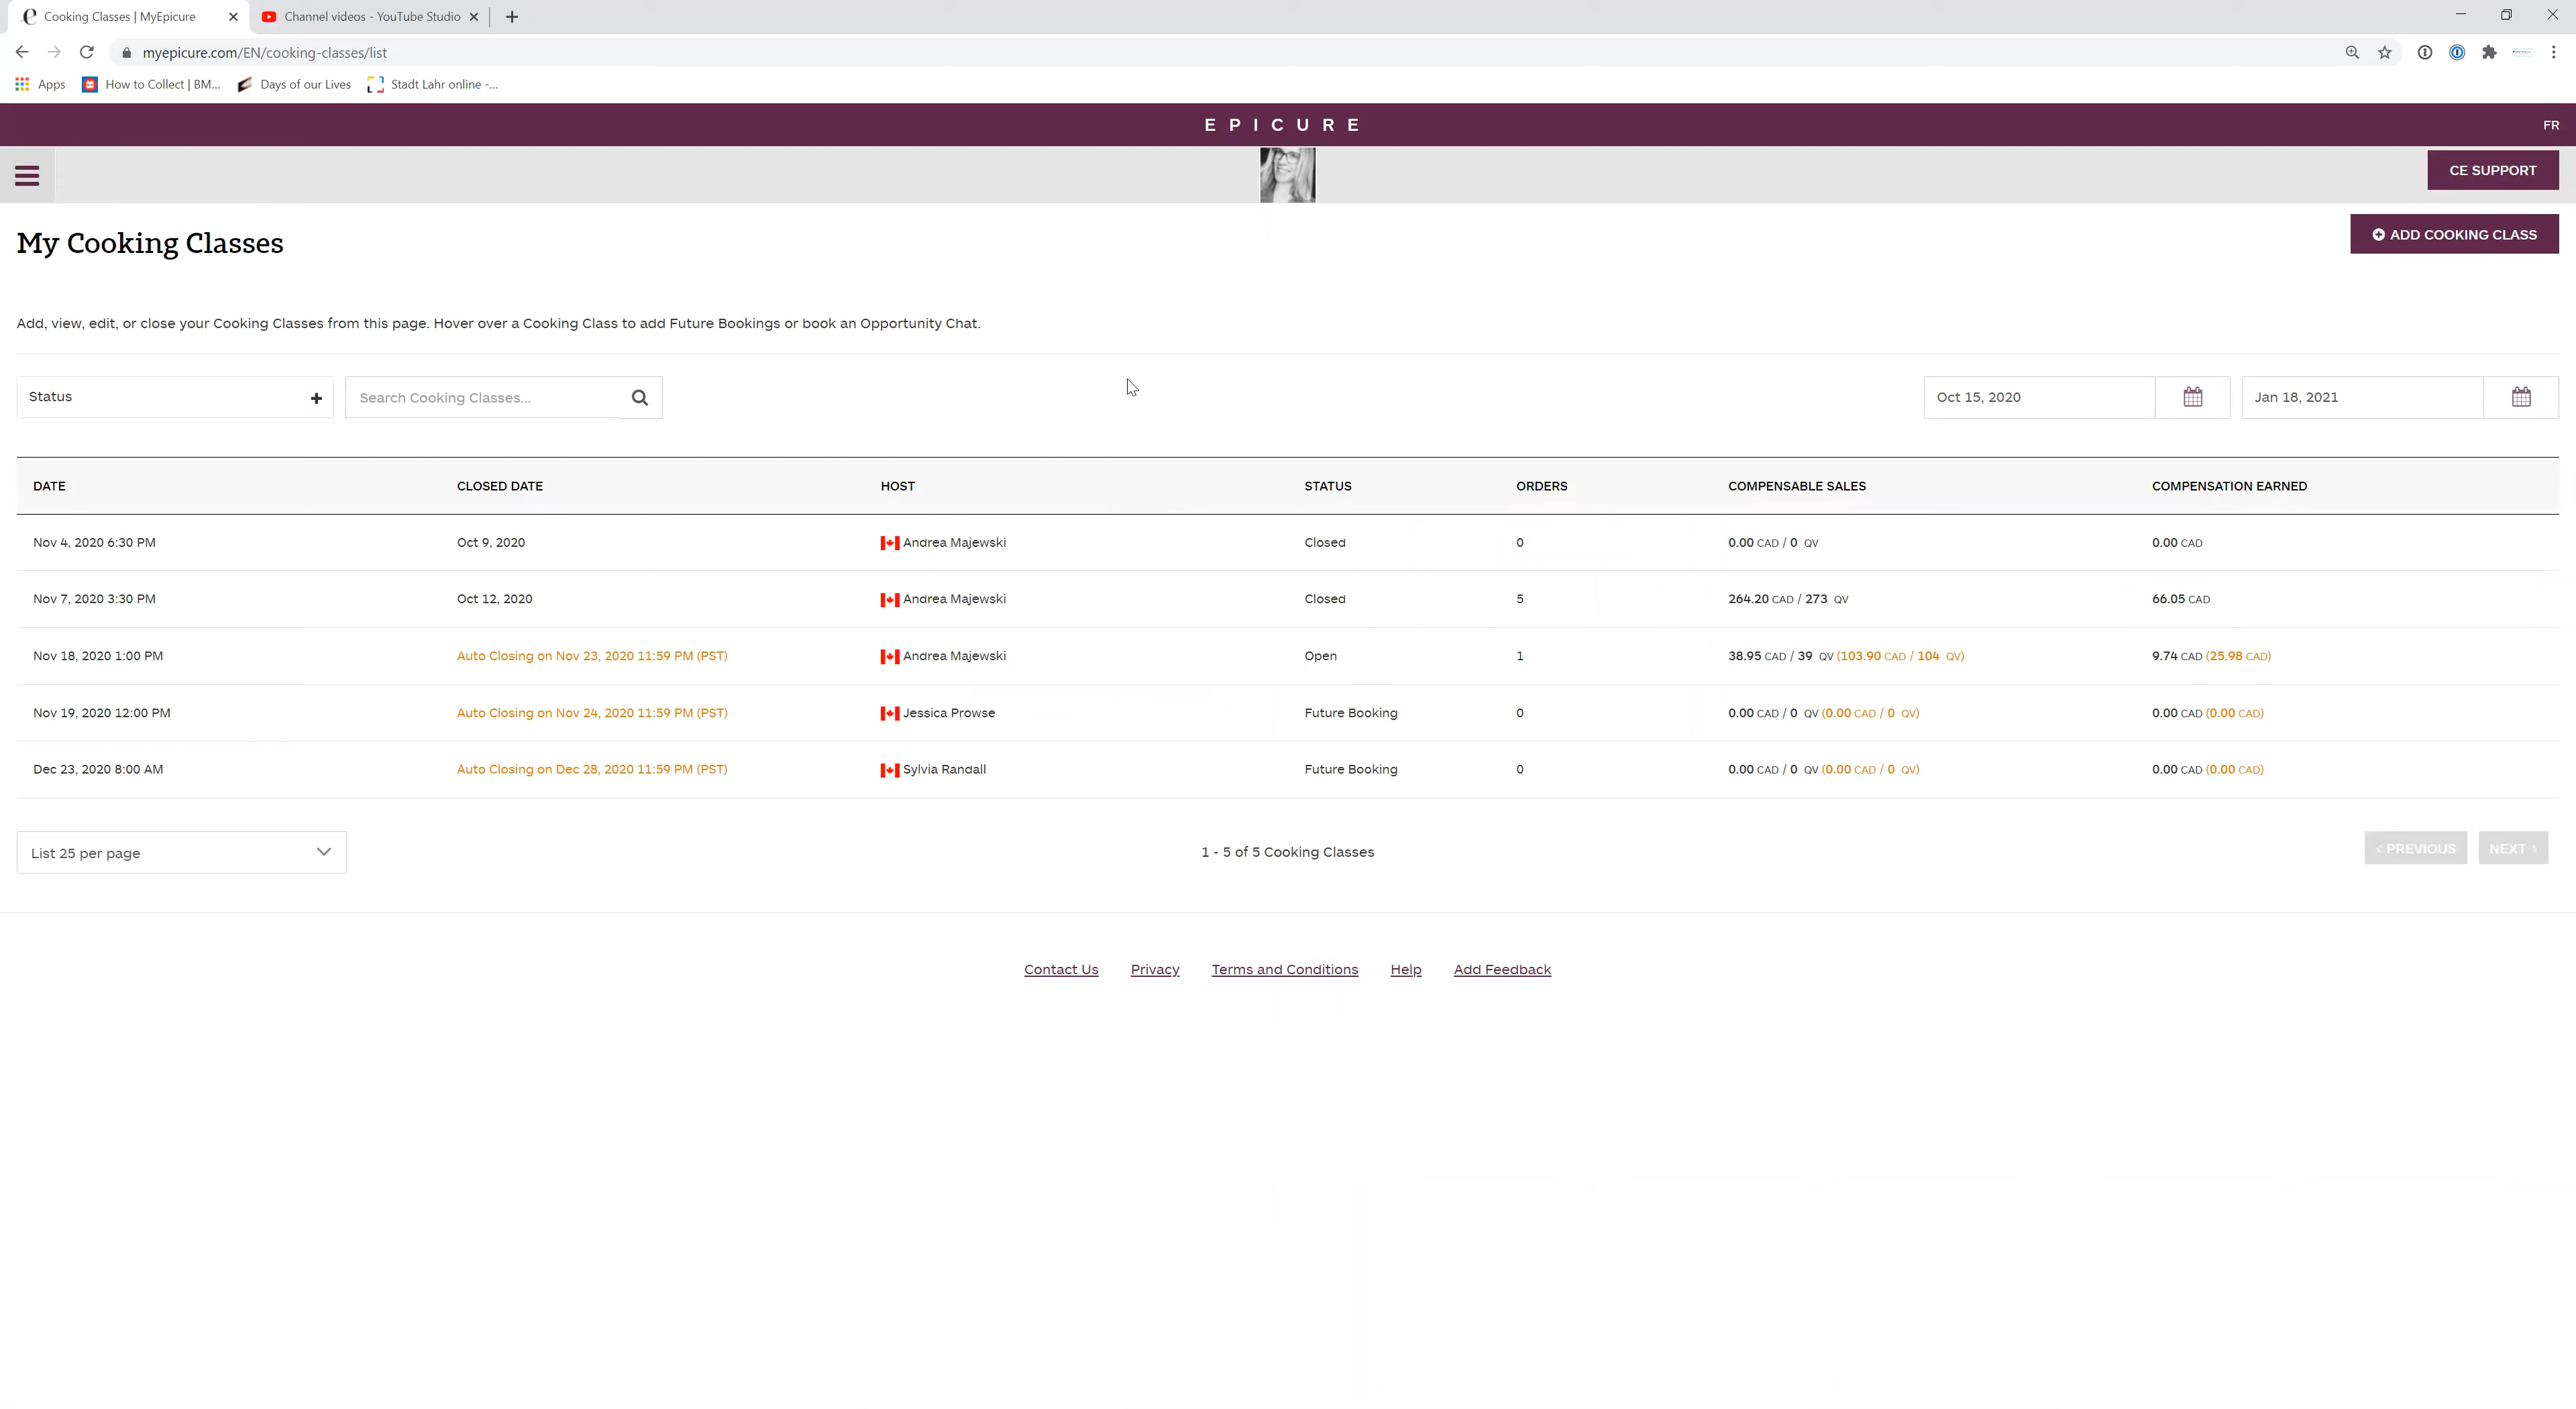 Cooking Classes | MyEpicure
Channel videos - YouTube Studio
myepicure.com/EN/cooking-classes/list
Apps How to Collect | BM... Days of our Lives Stadt Lahr online -...
EPICURE
FR
CE SUPPORT
My Cooking Classes
ADD COOKING CLASS
Add, view, edit, or close your Cooking Classes from this page. Hover over a Cooking Class to add Future Bookings or book an Opportunity Chat.
Status
Search Cooking Classes...
Oct 15, 2020
Jan 18, 2021
DATE CLOSED DATE HOST STATUS ORDERS COMPENSABLE SALES COMPENSATION EARNED
Nov 4, 2020 6:30 PM Oct 9, 2020 Andrea Majewski Closed 0 0.00 CAD / 0 QV 0.00 CAD
Nov 7, 2020 3:30 PM Oct 12, 2020 Andrea Majewski Closed 5 264.20 CAD / 273 QV 66.05 CAD
Nov 18, 2020 1:00 PM Auto Closing on Nov 23, 2020 11:59 PM (PST) Andrea Majewski Open 1 38.95 CAD / 39 QV (103.90 CAD / 104 QV) 9.74 CAD (25.98 CAD)
Nov 19, 2020 12:00 PM Auto Closing on Nov 24, 2020 11:59 PM (PST) Jessica Prowse Future Booking 0 0.00 CAD / 0 QV (0.00 CAD / 0 QV) 0.00 CAD (0.00 CAD)
Dec 23, 2020 8:00 AM Auto Closing on Dec 28, 2020 11:59 PM (PST) Sylvia Randall Future Booking 0 0.00 CAD / 0 QV (0.00 CAD / 0 QV) 0.00 CAD (0.00 CAD)
List 25 per page
1 - 5 of 5 Cooking Classes
< PREVIOUS NEXT >
Contact Us Privacy Terms and Conditions Help Add Feedback